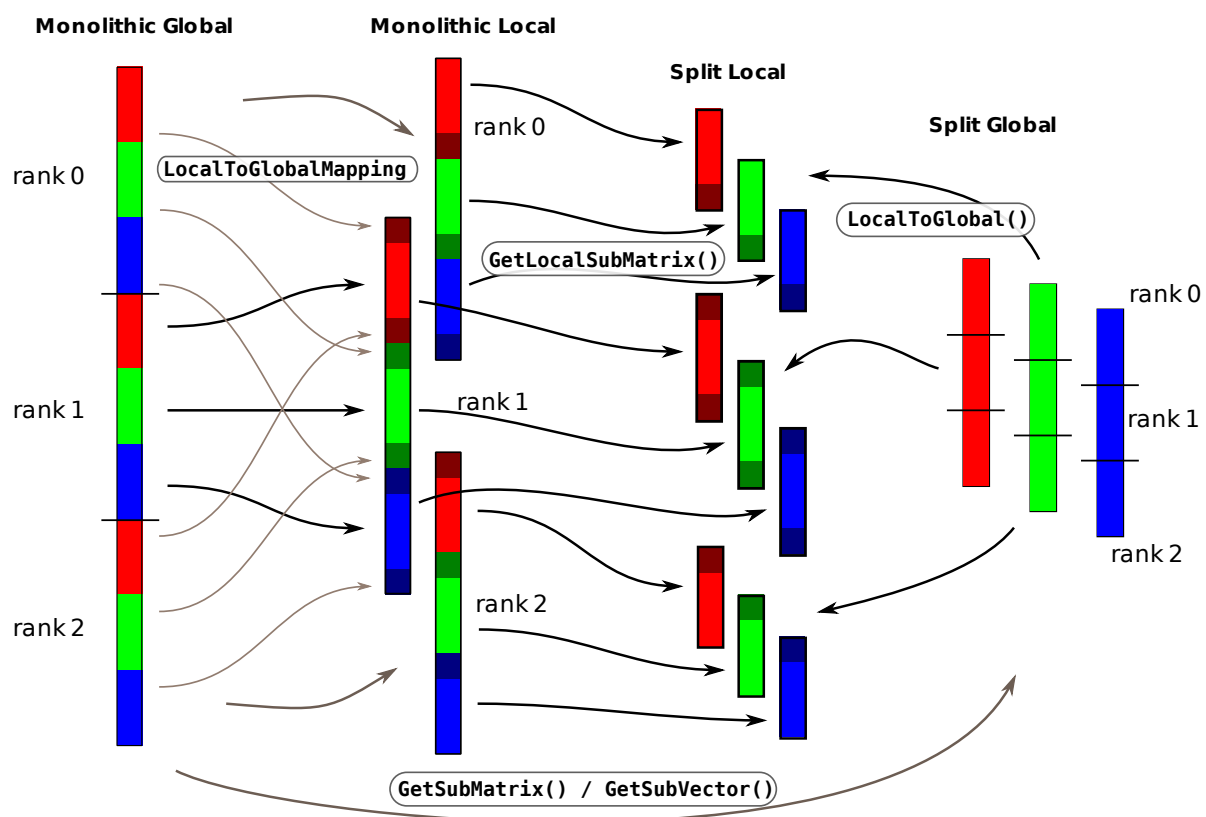 Monolithic Global
Monolithic Local
Split Local
Split Global
rank 0
LocalToGlobalMapping
rank 0
LocalToGlobal()
GetLocalSubMatrix()
rank 0
rank 1
rank 1
rank 1
rank 2
rank 2
rank 2
GetSubMatrix() / GetSubVector()